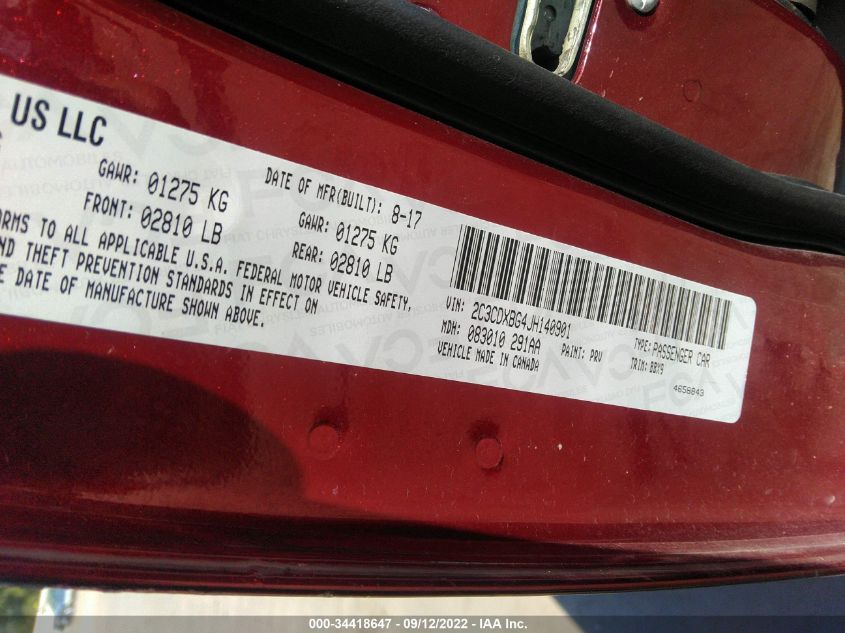 US LLC
DATE OF MFR(BUILT): 8-17
GAWR: 01275 KG
FRONT: 02810 LB
GAWR: 01275 KG
REAR: 02810 LB
ORMS TO ALL APPLICABLE U.S.A. FEDERAL MOTOR VEHICLE SAFETY,
ND THEFT PREVENTION STANDARDS IN EFFECT ON
E DATE OF MANUFACTURE SHOWN ABOVE.
VIN: 2C3CDXBG4JH140901
TYPE: PASSENGER CAR
MDH: 083010 291AA
PAINT: PRV
TRIM: BBX9
VEHICLE MADE IN CANADA
4658843
000-34418647 - 09/12/2022 - IAA Inc.